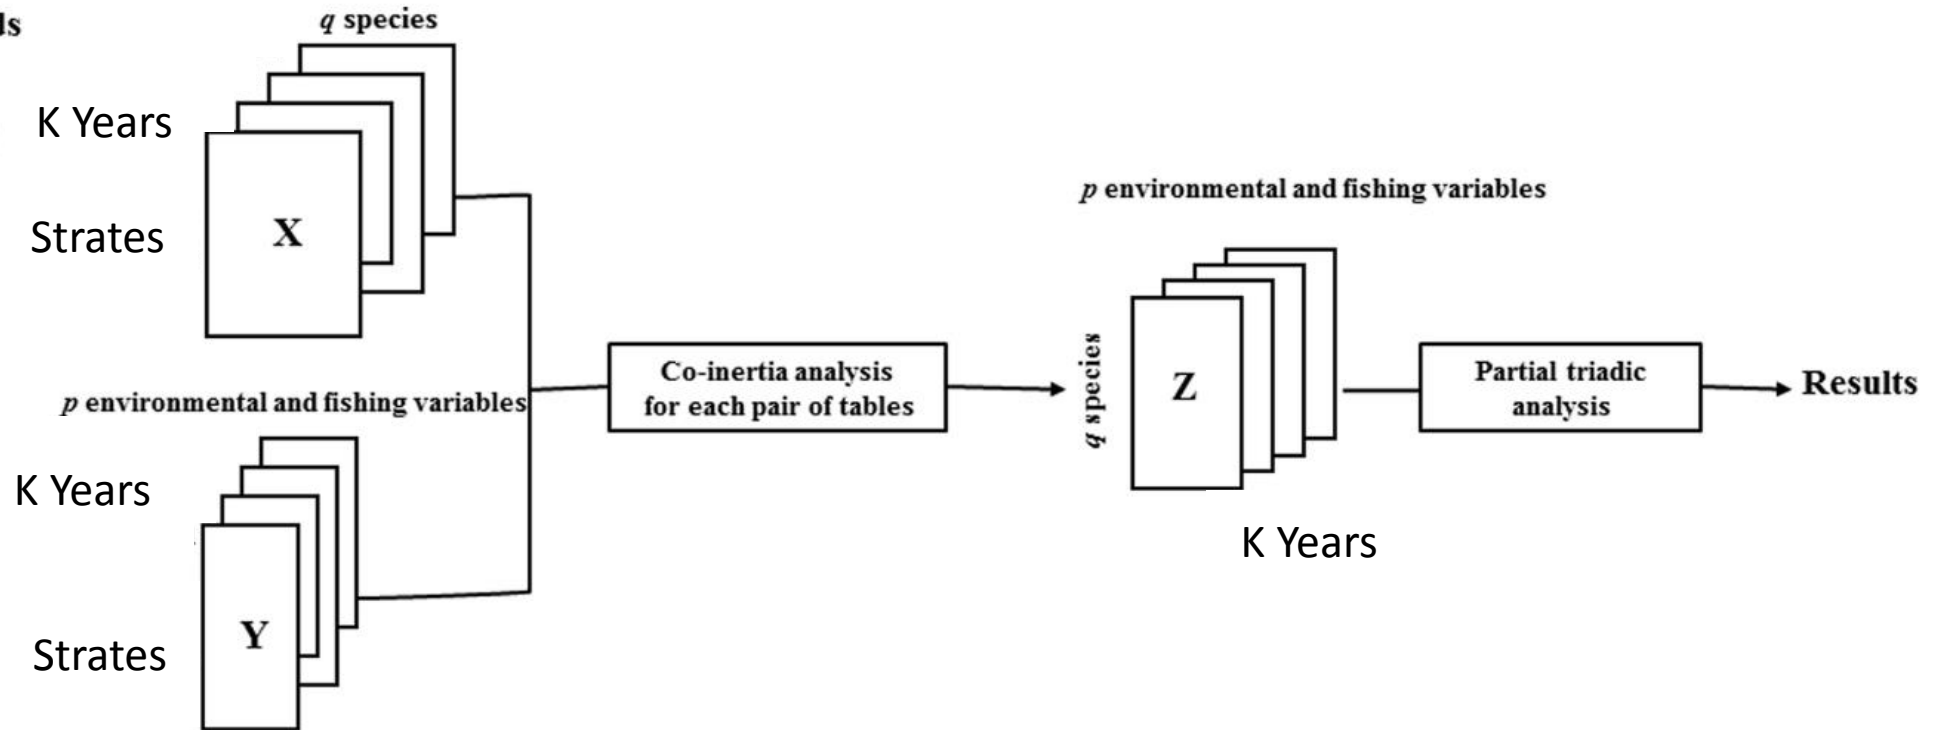 ds
q species
K Years
Strates
X
p environmental and fishing variables
K Years
Strates
Y
Co-inertia analysis
for each pair of tables
p environmental and fishing variables
q species
Z
K Years
Partial triadic
analysis
Results